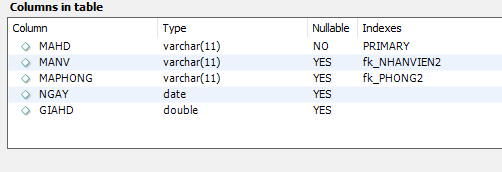 Columns in table
Column Type Nullable Indexes
MAHD varchar(11) NO PRIMARY
MANV varchar(11) YES fk_NHANVIEN2
MAPHONG varchar(11) YES fk_PHONG2
NGAY date YES
GIAHD double YES